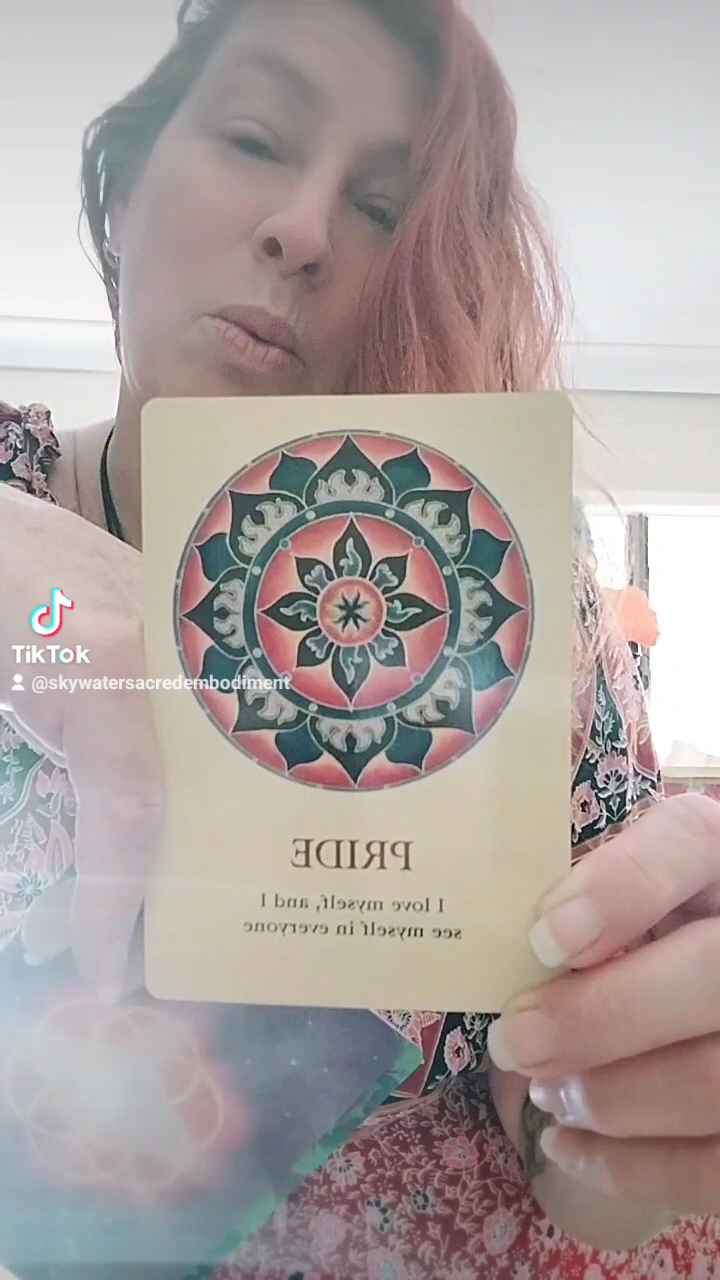 TikTok
@skywatersacredembodiment
PRIDE
I love myself, and I
see myself in everyone